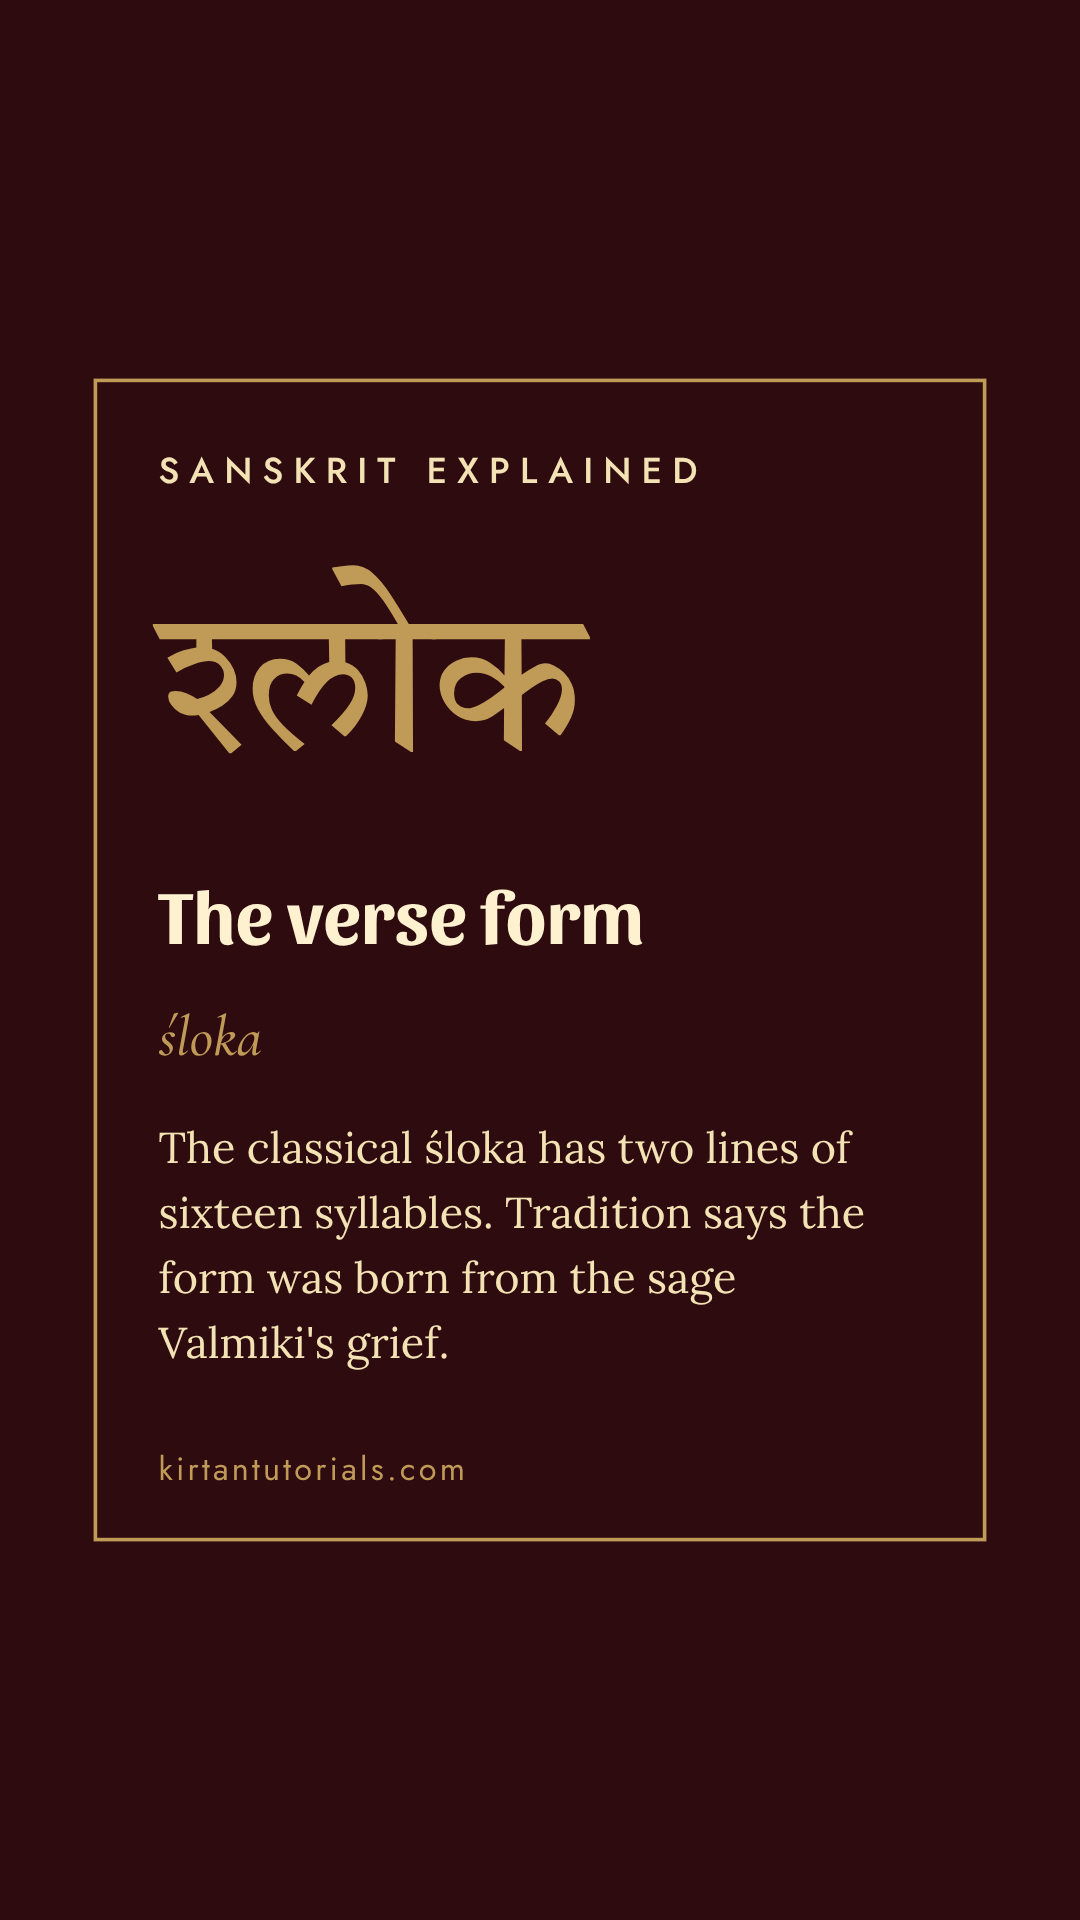 SANSKRIT EXPLAINED
श्लोक
The verse form
śloka
The classical śloka has two lines of
sixteen syllables. Tradition says the
form was born from the sage
Valmiki's grief.
kirtantutorials.com